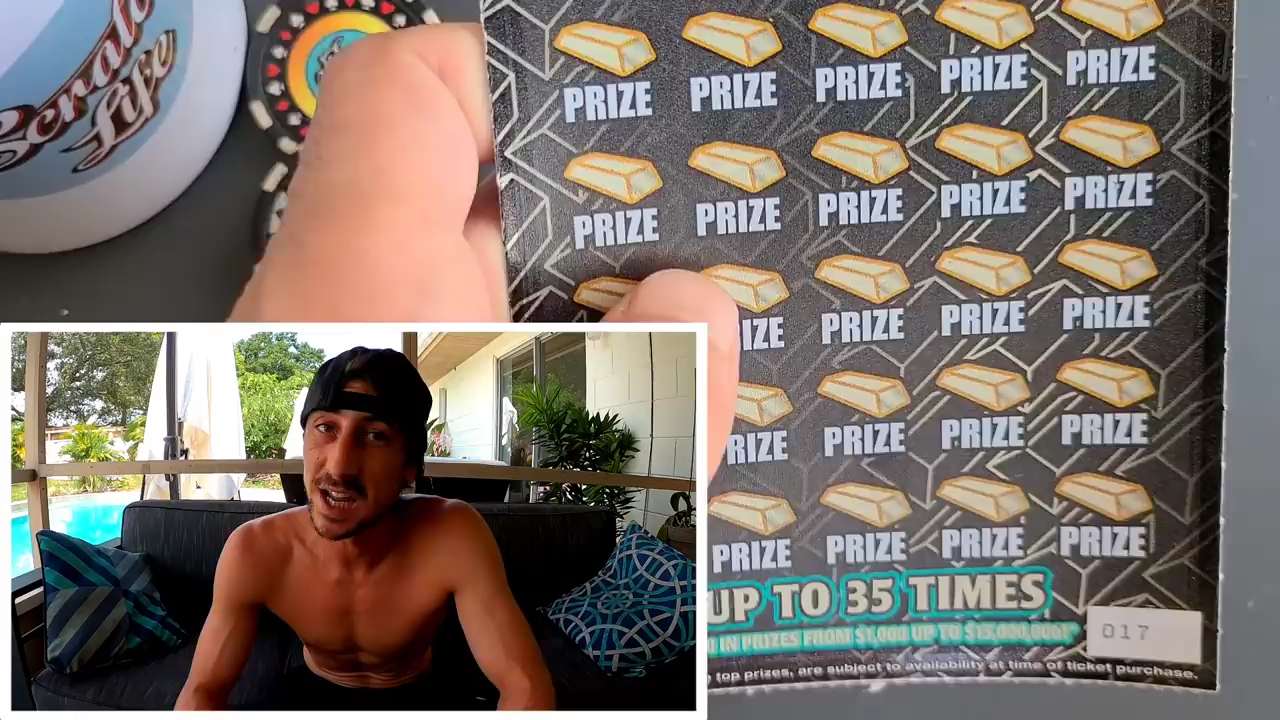 Scratch
Life
PRIZE PRIZE PRIZE PRIZE PRIZE
PRIZE PRIZE PRIZE PRIZE PRIZE
IZE PRIZE PRIZE PRIZE
RIZE PRIZE PRIZE PRIZE
PRIZE PRIZE PRIZE PRIZE
UP TO 35 TIMES
IN PRIZES FROM $1,000 UP TO $15,000,000!
017
top prizes, are subject to availability at time of ticket purchase.